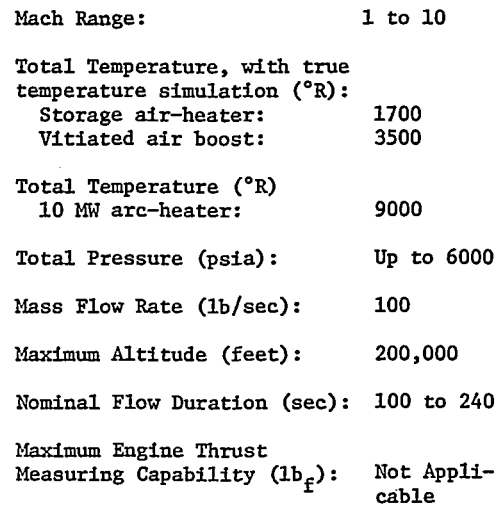 Mach Range: 1 to 10
Total Temperature, with true
temperature simulation (°R):
Storage air-heater: 1700
Vitiated air boost: 3500
Total Temperature (°R)
10 MW arc-heater: 9000
Total Pressure (psia): Up to 6000
Mass Flow Rate (lb/sec): 100
Maximum Altitude (feet): 200,000
Nominal Flow Duration (sec): 100 to 240
Maximum Engine Thrust
Measuring Capability (lbf): Not Appli-
cable